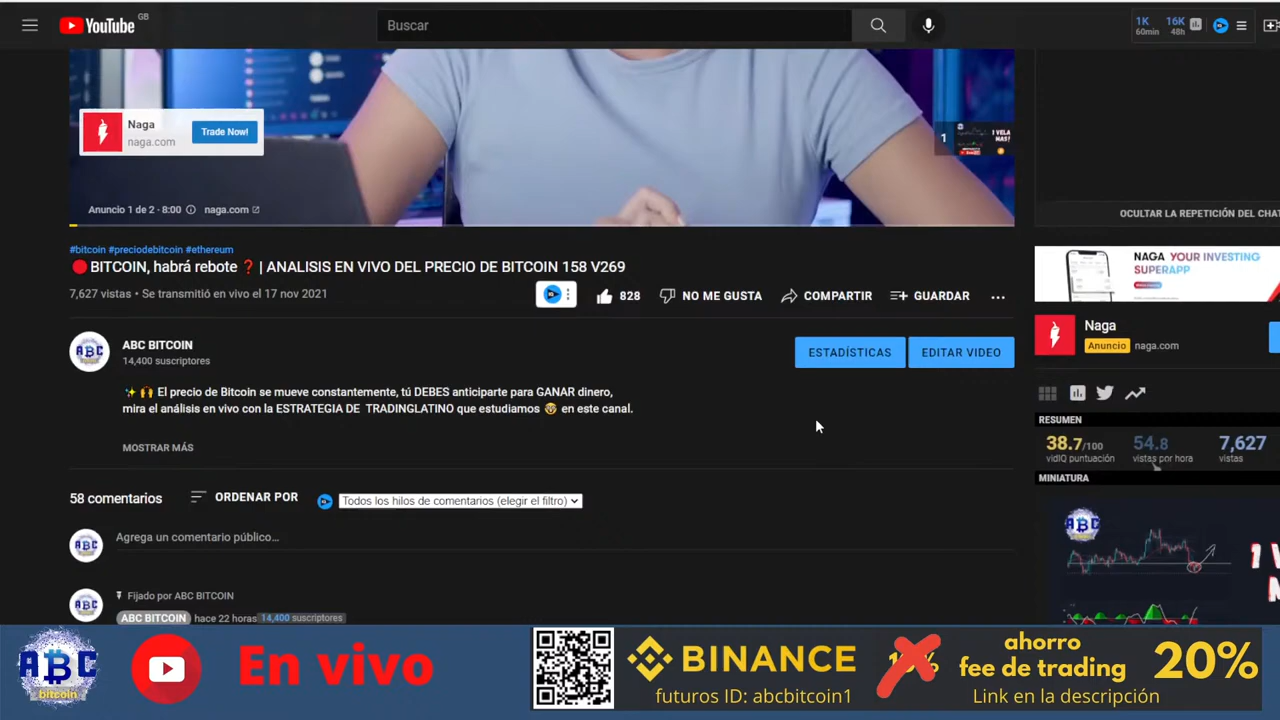 YouTube GB
Buscar
1K 60min
16K 48h
Naga
naga.com
Trade Now!
1
1 VELA
MAS!
Anuncio 1 de 2 · 8:00
naga.com
OCULTAR LA REPETICIÓN DEL CHAT
#bitcoin #preciodebitcoin #ethereum
BITCOIN, habrá rebote ❓ | ANALISIS EN VIVO DEL PRECIO DE BITCOIN 158 V269
7,627 vistas • Se transmitió en vivo el 17 nov 2021
828
NO ME GUSTA
COMPARTIR
GUARDAR
NAGA YOUR INVESTING
SUPERAPP
Naga
Anuncio naga.com
ABC BITCOIN
14,400 suscriptores
ESTADÍSTICAS
EDITAR VIDEO
✨🙌 El precio de Bitcoin se mueve constantemente, tú DEBES anticiparte para GANAR dinero,
mira el análisis en vivo con la ESTRATEGIA DE TRADINGLATINO que estudiamos 🤓 en este canal.
MOSTRAR MÁS
RESUMEN
38.7/100
vidIQ puntuación
54.8
vistas por hora
7,627
vistas
MINIATURA
ABC
1 V
58 comentarios
ORDENAR POR
Todos los hilos de comentarios (elegir el filtro)
ABC
Agrega un comentario público...
Fijado por ABC BITCOIN
ABC
ABC BITCOIN hace 22 horas 14,400 suscriptores
ABC
bitcoin
En vivo
BINANCE
futuros ID: abcbitcoin1
ahorro
fee de trading
20%
Link en la descripción